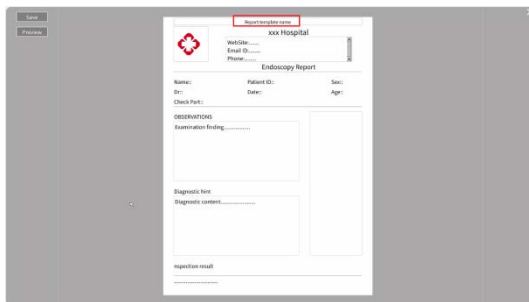 Save
Preview
Report template name
xxx Hospital
WebSite:......
Email ID:......
Phone:......
Endoscopy Report
Name:: Patient ID:: Sex::
Dr:: Date:: Age::
Check Part::
OBSERVATIONS
Examination finding...............
Diagnostic hint
Diagnostic content...................
nspection result
........................